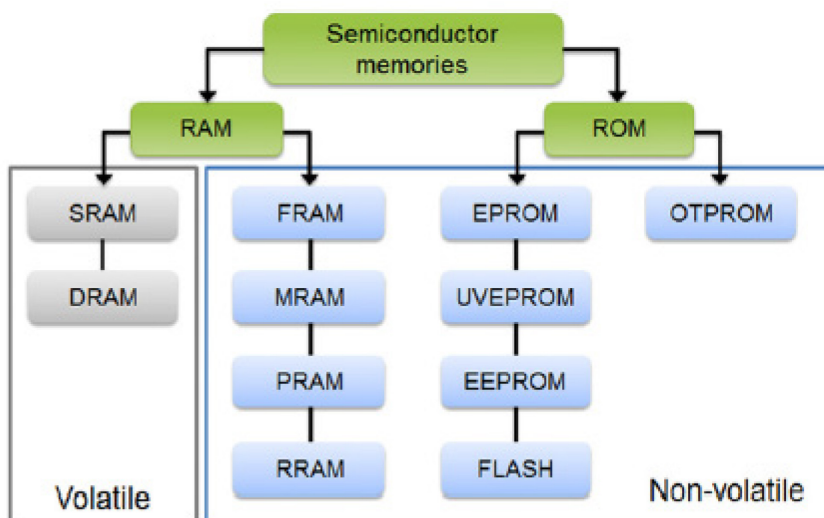 Semiconductor
memories
RAM
ROM
SRAM
FRAM
EPROM
OTPROM
DRAM
MRAM
UVEPROM
PRAM
EEPROM
RRAM
FLASH
Volatile
Non-volatile